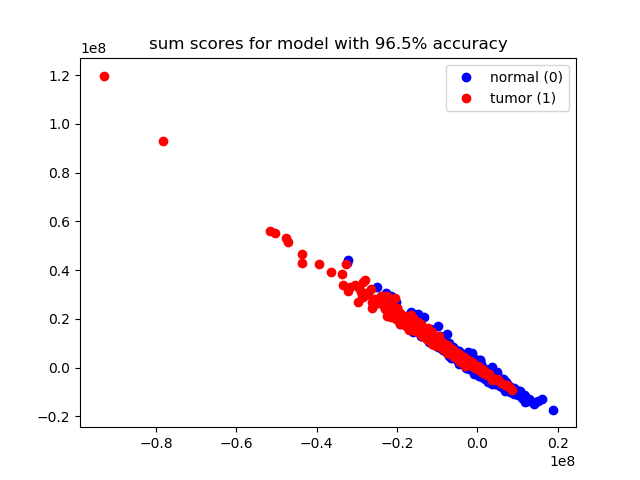 sum scores for model with 96.5% accuracy
1e8
normal (0)
tumor (1)
1.2
1.0
0.8
0.6
0.4
0.2
0.0
−0.2
−0.8
−0.6
−0.4
−0.2
0.0
0.2
1e8